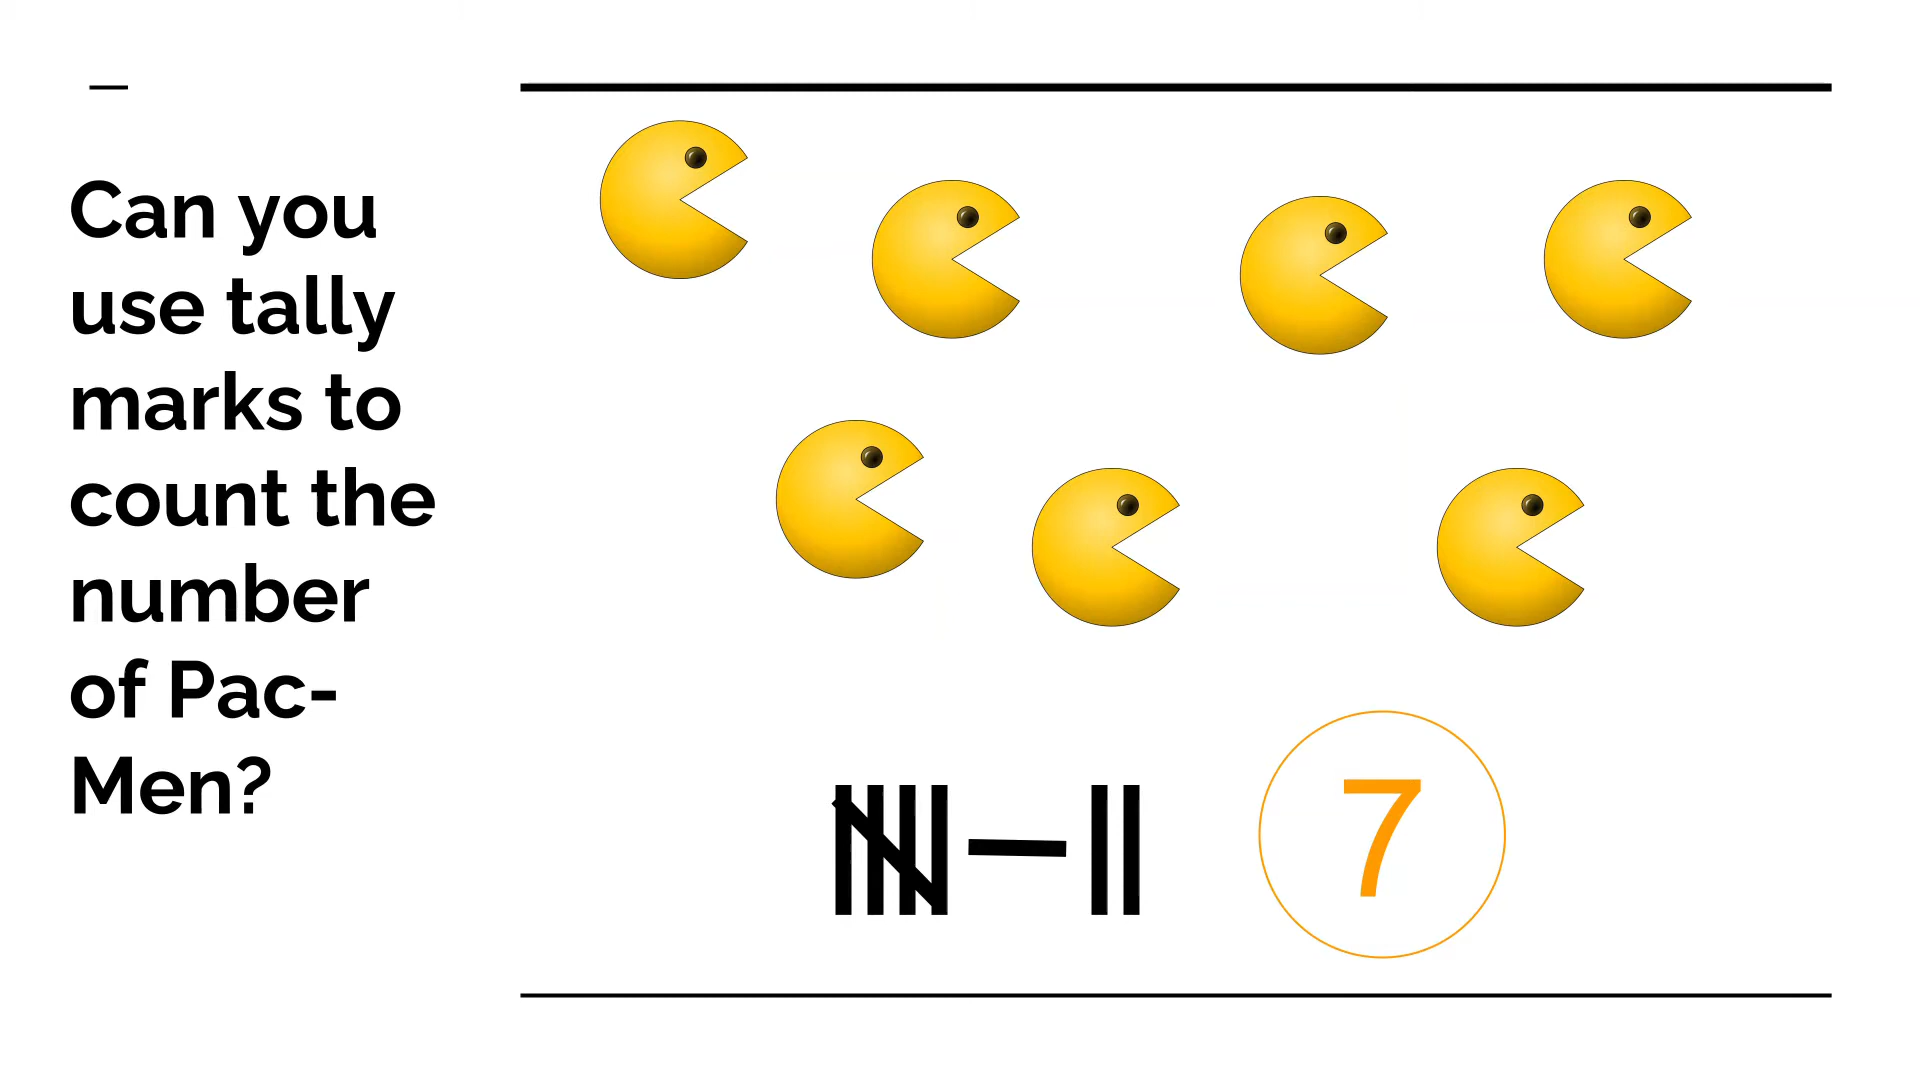 Can you
use tally
marks to
count the
number
of Pac-
Men?
7